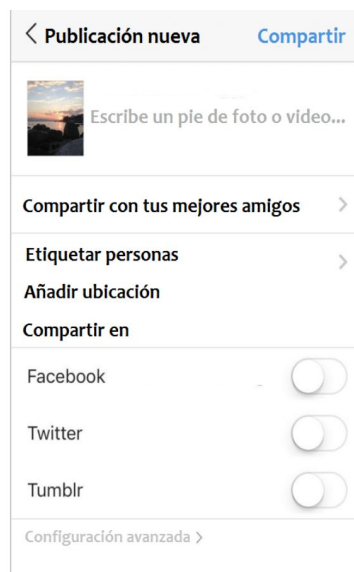 Publicación nueva Compartir
Escribe un pie de foto o video...
Compartir con tus mejores amigos
Etiquetar personas
Añadir ubicación
Compartir en
Facebook
Twitter
Tumblr
Configuración avanzada >